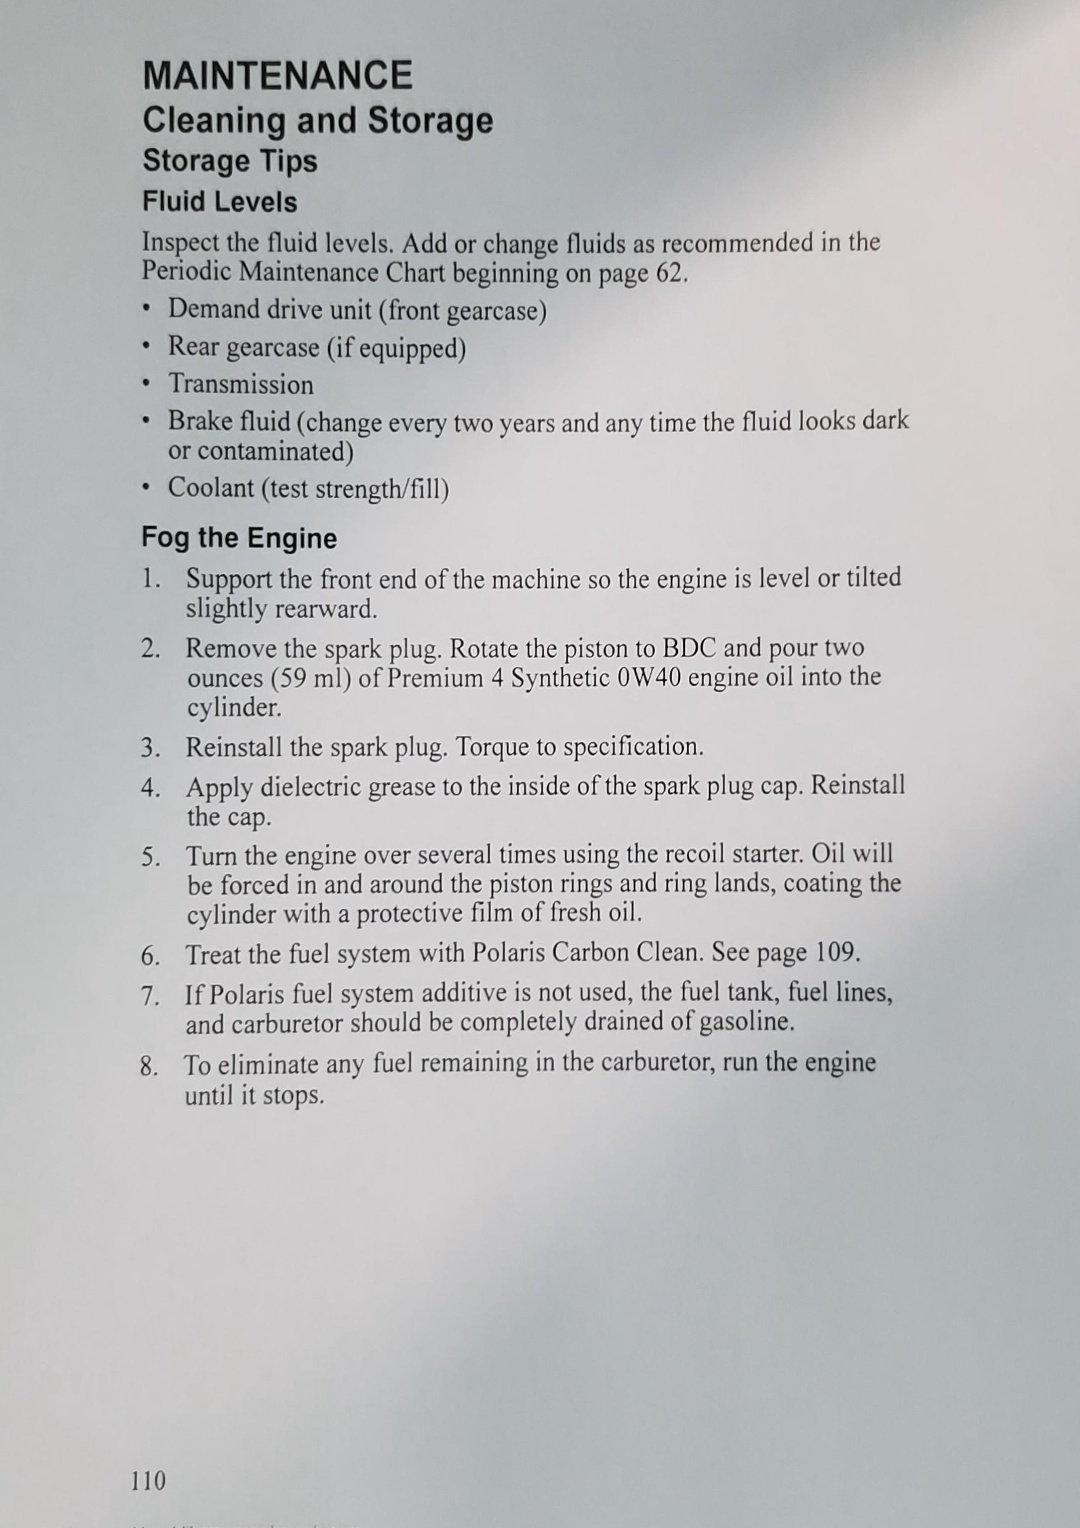 MAINTENANCE
Cleaning and Storage
Storage Tips
Fluid Levels
Inspect the fluid levels. Add or change fluids as recommended in the
Periodic Maintenance Chart beginning on page 62.
• Demand drive unit (front gearcase)
• Rear gearcase (if equipped)
• Transmission
• Brake fluid (change every two years and any time the fluid looks dark
or contaminated)
• Coolant (test strength/fill)
Fog the Engine
1. Support the front end of the machine so the engine is level or tilted
slightly rearward.
2. Remove the spark plug. Rotate the piston to BDC and pour two
ounces (59 ml) of Premium 4 Synthetic 0W40 engine oil into the
cylinder.
3. Reinstall the spark plug. Torque to specification.
4. Apply dielectric grease to the inside of the spark plug cap. Reinstall
the cap.
5. Turn the engine over several times using the recoil starter. Oil will
be forced in and around the piston rings and ring lands, coating the
cylinder with a protective film of fresh oil.
6. Treat the fuel system with Polaris Carbon Clean. See page 109.
7. If Polaris fuel system additive is not used, the fuel tank, fuel lines,
and carburetor should be completely drained of gasoline.
8. To eliminate any fuel remaining in the carburetor, run the engine
until it stops.
110